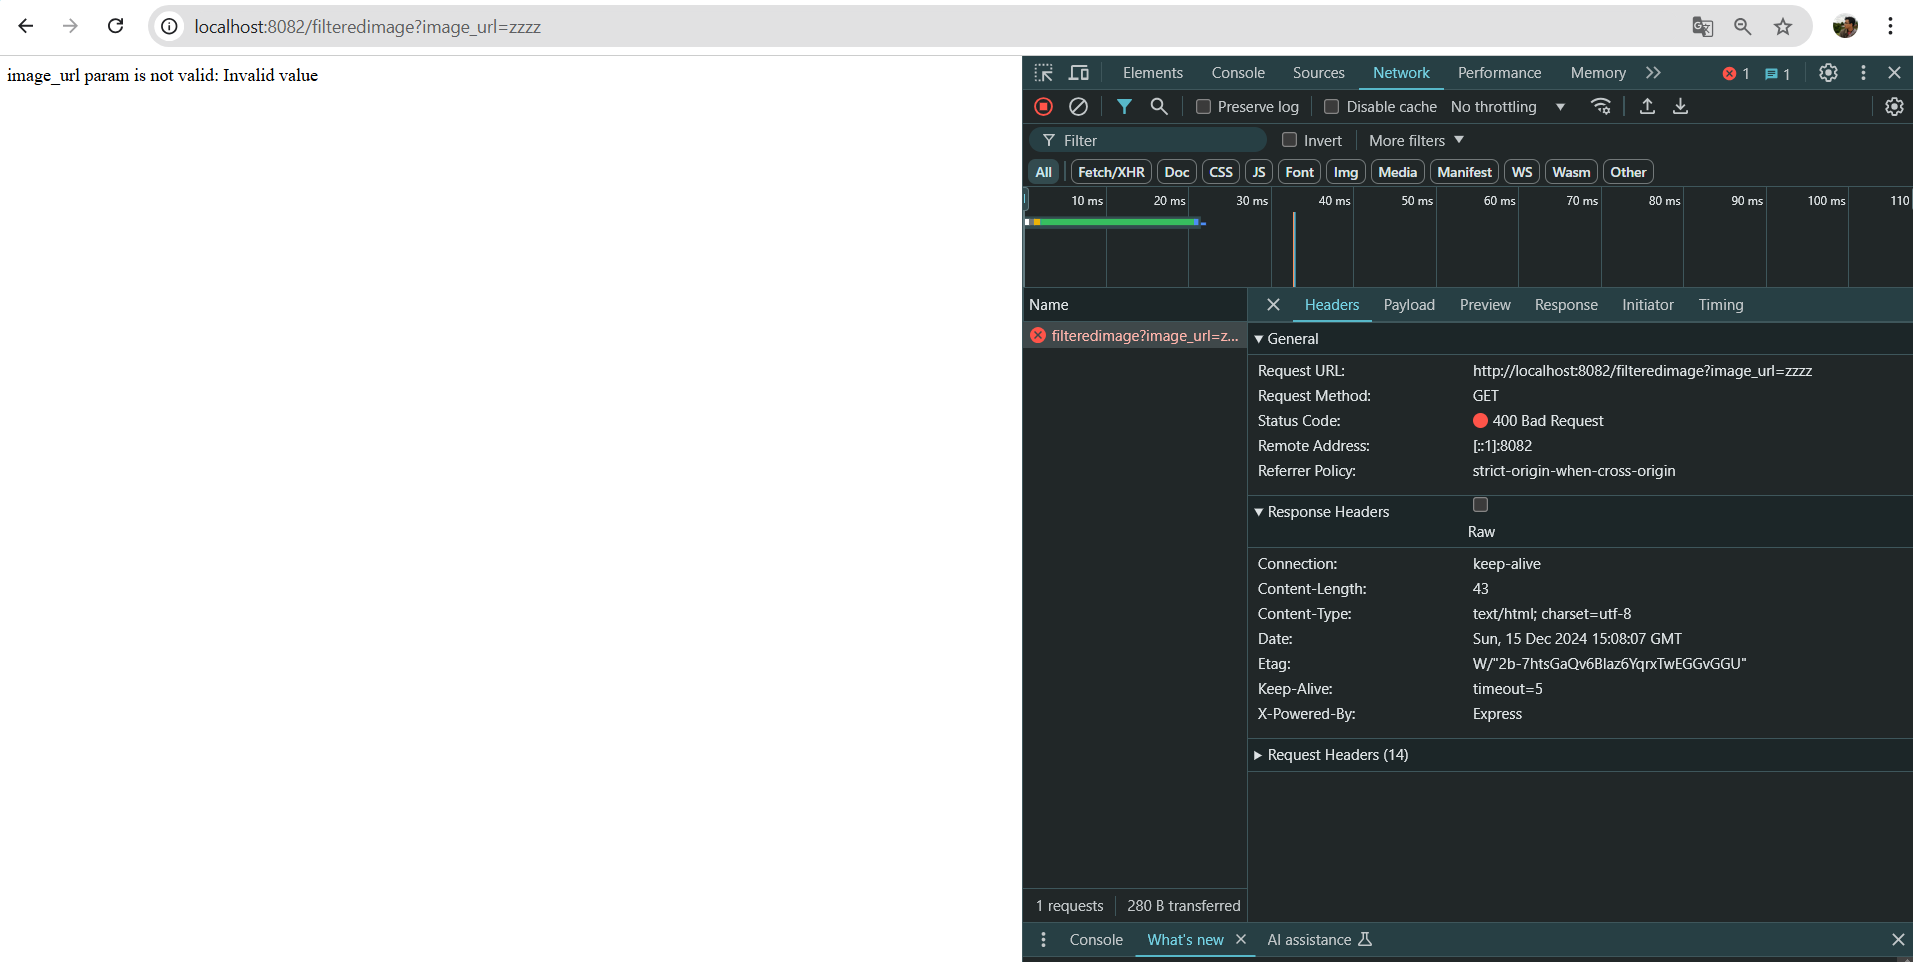 localhost:8082/filteredimage?image_url=zzzz
image_url param is not valid: Invalid value
Elements Console Sources Network Performance Memory 1 1
Preserve log Disable cache No throttling
Filter Invert More filters
All Fetch/XHR Doc CSS JS Font Img Media Manifest WS Wasm Other
10 ms 20 ms 30 ms 40 ms 50 ms 60 ms 70 ms 80 ms 90 ms 100 ms 110
Name Headers Payload Preview Response Initiator Timing
filteredimage?image_url=z...
General
Request URL: http://localhost:8082/filteredimage?image_url=zzzz
Request Method: GET
Status Code: 400 Bad Request
Remote Address: [::1]:8082
Referrer Policy: strict-origin-when-cross-origin
Response Headers
Raw
Connection: keep-alive
Content-Length: 43
Content-Type: text/html; charset=utf-8
Date: Sun, 15 Dec 2024 15:08:07 GMT
Etag: W/"2b-7htsGaQv6Blaz6YqrxTwEGGvGGU"
Keep-Alive: timeout=5
X-Powered-By: Express
Request Headers (14)
1 requests 280 B transferred
Console What's new AI assistance